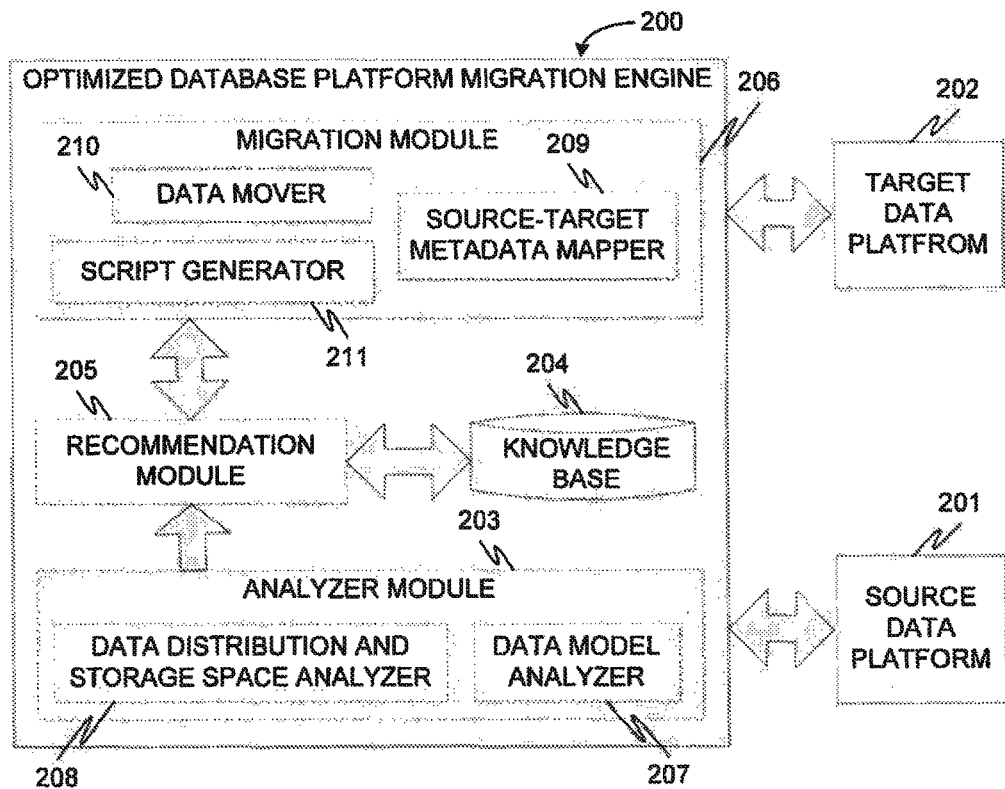 200
OPTIMIZED DATABASE PLATFORM MIGRATION ENGINE
206
202
MIGRATION MODULE
210
209
DATA MOVER
SOURCE-TARGET
METADATA MAPPER
SCRIPT GENERATOR
211
TARGET
DATA
PLATFROM
205
204
RECOMMENDATION
MODULE
KNOWLEDGE
BASE
203
201
ANALYZER MODULE
DATA DISTRIBUTION AND
STORAGE SPACE ANALYZER
DATA MODEL
ANALYZER
SOURCE
DATA
PLATFORM
208
207